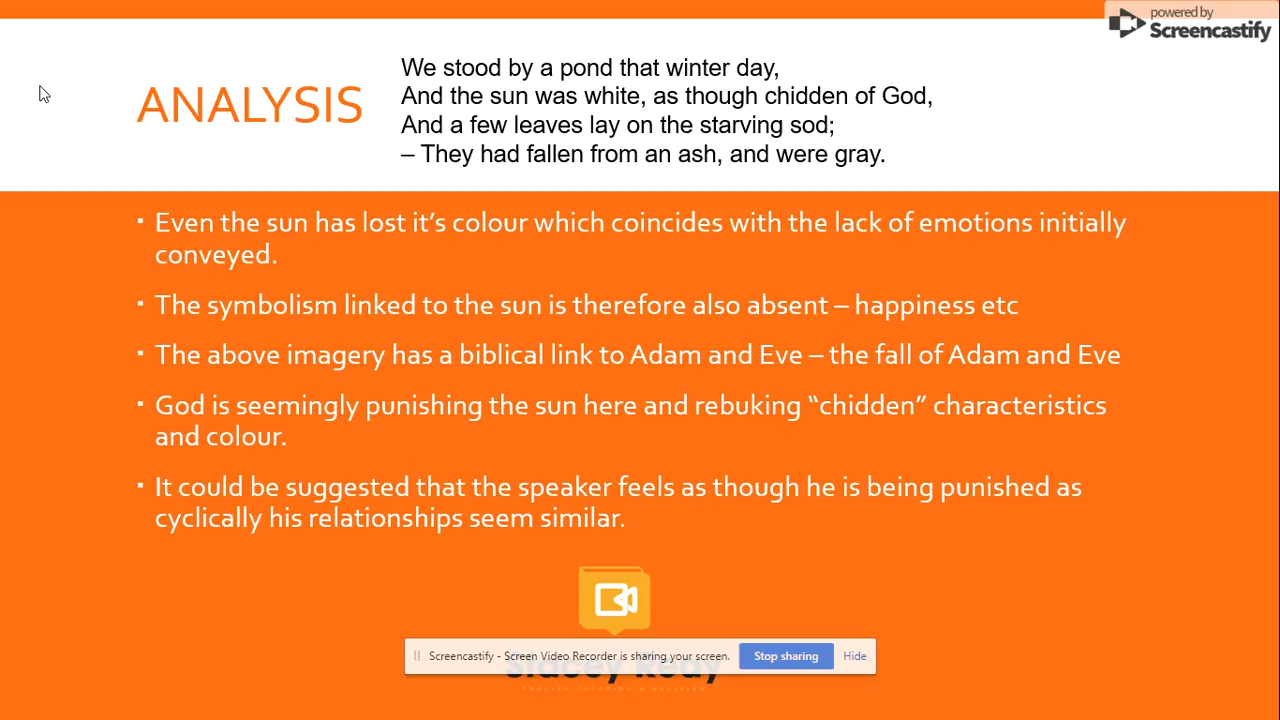 powered by
Screencastify
We stood by a pond that winter day,
And the sun was white, as though chidden of God,
And a few leaves lay on the starving sod;
– They had fallen from an ash, and were gray.
ANALYSIS
▪ Even the sun has lost it’s colour which coincides with the lack of emotions initially
conveyed.
▪ The symbolism linked to the sun is therefore also absent – happiness etc
▪ The above imagery has a biblical link to Adam and Eve – the fall of Adam and Eve
▪ God is seemingly punishing the sun here and rebuking “chidden” characteristics
and colour.
▪ It could be suggested that the speaker feels as though he is being punished as
cyclically his relationships seem similar.
Screencastify - Screen Video Recorder is sharing your screen. Stop sharing Hide
Stacey Reay